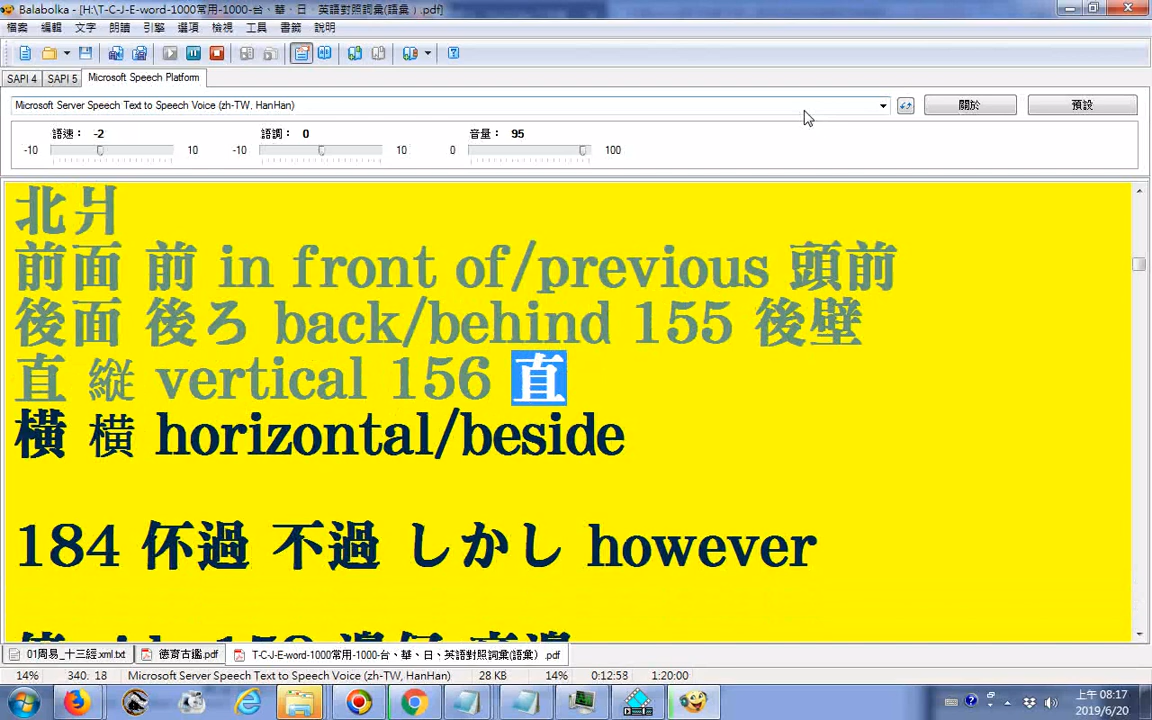 Balabolka - [H:\T-C-J-E-word-1000常用-1000-台、華、日、英語對照詞彙(語彙﹚.pdf]
檔案 編輯 文字 朗讀 引擎 選項 檢視 工具 書籤 說明
SAPI 4 SAPI 5 Microsoft Speech Platform
Microsoft Server Speech Text to Speech Voice (zh-TW, HanHan) 關於 預設
語速： -2 語調： 0 音量： 95
-10 10 -10 10 0 100
北爿
前面 前 in front of/previous 頭前
後面 後ろ back/behind 155 後壁
直 縦 vertical 156 直
橫 横 horizontal/beside
184 伓過 不過 しかし however
01周易_十三經.xml.txt 德育古鑑.pdf T-C-J-E-word-1000常用-1000-台、華、日、英語對照詞彙(語彙﹚.pdf
14% 340: 18 Microsoft Server Speech Text to Speech Voice (zh-TW, HanHan) 28 KB 14% 0:12:58 1:20:00
上午 08:17
2019/6/20